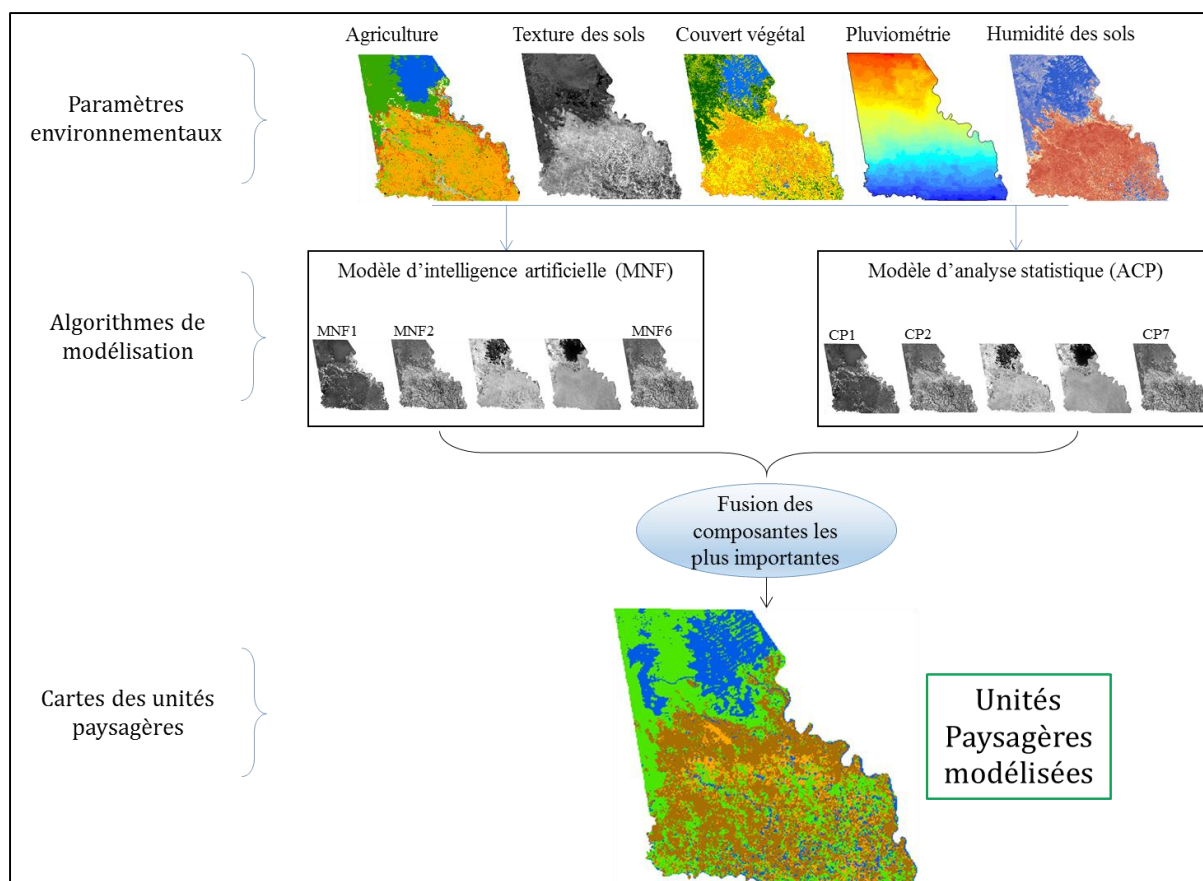 Agriculture
Texture des sols
Couvert végétal
Pluviométrie
Humidité des sols
Paramètres
environnementaux
Modèle d’intelligence artificielle (MNF)
Modèle d’analyse statistique (ACP)
Algorithmes de
modélisation
MNF1
MNF2
MNF6
CP1
CP2
CP7
Fusion des
composantes les
plus importantes
Cartes des unités
paysagères
Unités
Paysagères
modélisées